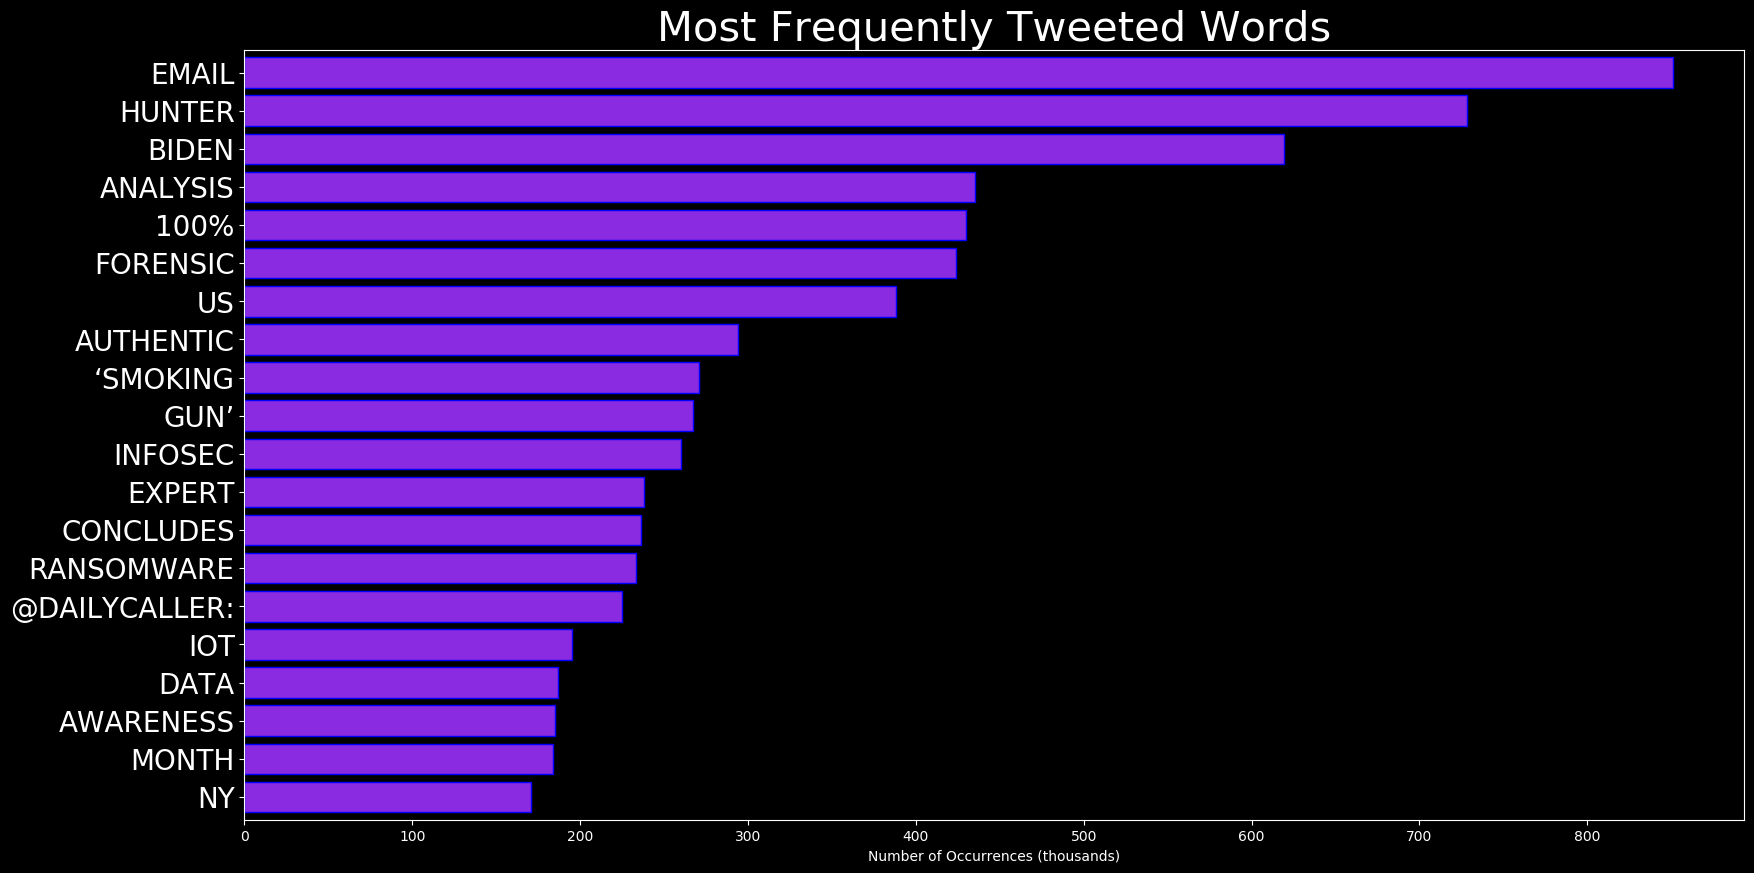 Most Frequently Tweeted Words
EMAIL
HUNTER
BIDEN
ANALYSIS
100%
FORENSIC
US
AUTHENTIC
‘SMOKING
GUN’
INFOSEC
EXPERT
CONCLUDES
RANSOMWARE
@DAILYCALLER:
IOT
DATA
AWARENESS
MONTH
NY
0 100 200 300 400 500 600 700 800
Number of Occurrences (thousands)